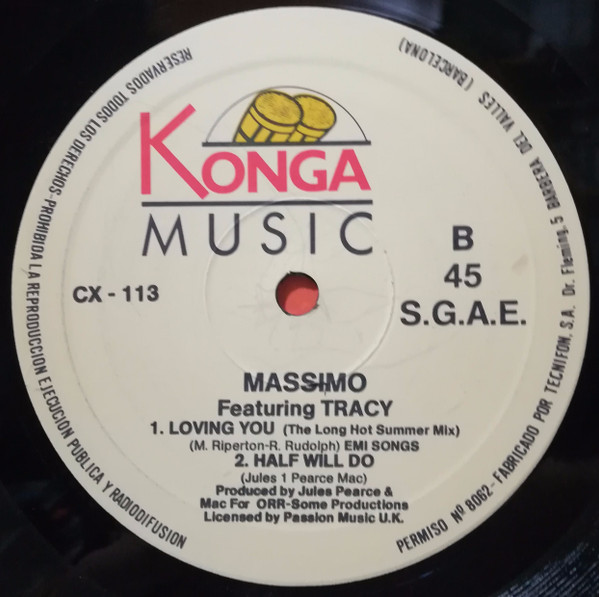 KONGA
MUSIC
CX - 113
B
45
S.G.A.E.
MASSIMO
Featuring TRACY
1. LOVING YOU (The Long Hot Summer Mix)
(M. Riperton-R. Rudolph) EMI SONGS
2. HALF WILL DO
(Jules 1 Pearce Mac)
Produced by Jules Pearce &
Mac For ORR-Some Productions
Licensed by Passion Music U.K.
RESERVADOS TODOS LOS DERECHOS-PROHIBIDA LA REPRODUCCION EJECUCION PUBLICA Y RADIODIFUSION
PERMISO Nº 8062-FABRICADO POR TECNIFON, S.A. Dr. Fleming, 5 BARBERA DEL VALLES (BARCELONA)